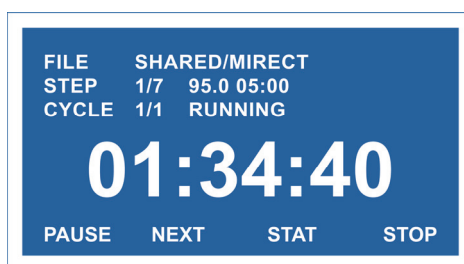 FILE SHARED/MIRECT
STEP 1/7 95.0 05:00
CYCLE 1/1 RUNNING
01:34:40
PAUSE NEXT STAT STOP